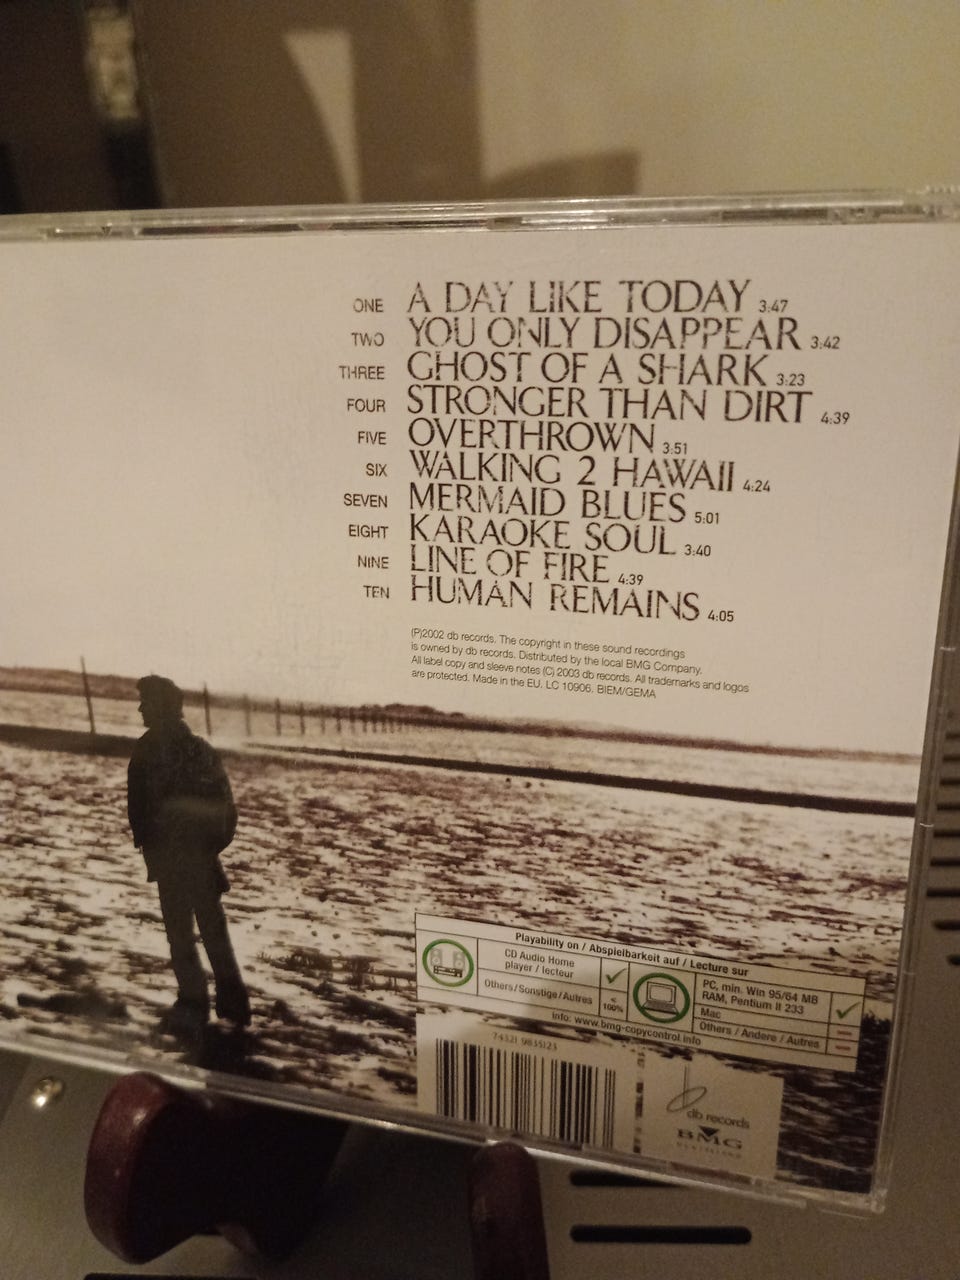 ONE A DAY LIKE TODAY 3:47
TWO YOU ONLY DISAPPEAR 3:42
THREE GHOST OF A SHARK 3:23
FOUR STRONGER THAN DIRT 4:39
FIVE OVERTHROWN 3:51
SIX WALKING 2 HAWAII 4:24
SEVEN MERMAID BLUES 5:01
EIGHT KARAOKE SOUL 3:40
NINE LINE OF FIRE 4:39
TEN HUMAN REMAINS 4:05
(P)2002 db records. The copyright in these sound recordings
is owned by db records. Distributed by the local BMG Company.
All label copy and sleeve notes (C) 2003 db records. All trademarks and logos
are protected. Made in the EU. LC 10906. BIEM/GEMA
Playability on / Abspielbarkeit auf / Lecture sur
CD Audio Home
player / lecteur
Others/Sonstige/Autres
<
100%
PC, min. Win 95/64 MB
RAM, Pentium II 233
Mac
Others / Andere / Autres
Info: www.bmg-copycontrol.info
74321 983512 3
db records
BMG